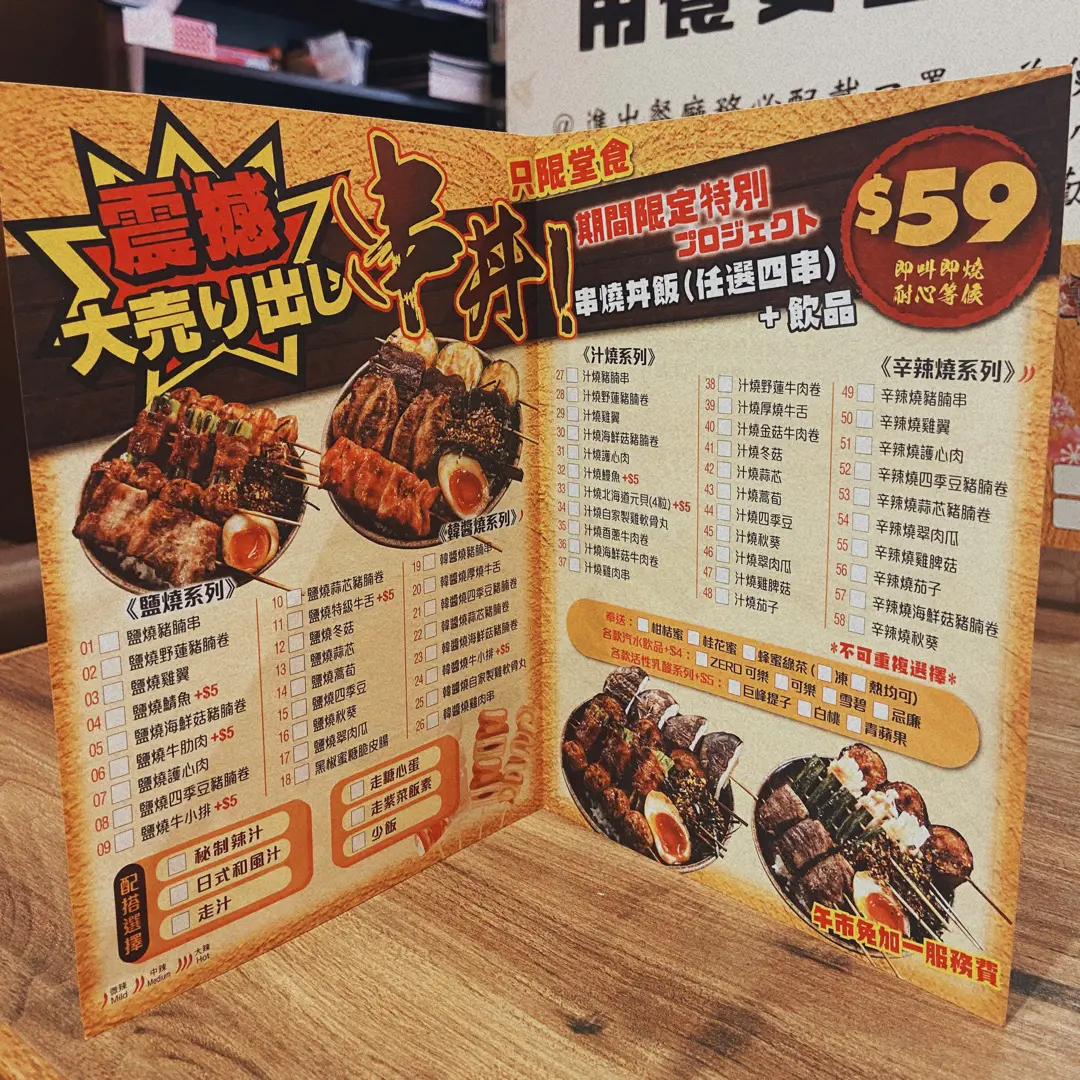 用食安
@進出餐廳務必配戴口罩
震撼
大売り出し
串丼!
只限堂食
期間限定特別
プロジェクト
串燒丼飯(任選四串)
+飲品
$59
即叫即燒
耐心等候
《鹽燒系列》
01 鹽燒豬腩串
02 鹽燒野蓮豬腩卷
03 鹽燒雞翼
04 鹽燒鯖魚 +$5
05 鹽燒海鮮菇豬腩卷
06 鹽燒牛肋肉 +$5
07 鹽燒護心肉
08 鹽燒四季豆豬腩卷
09 鹽燒牛小排 +$5
10 鹽燒蒜芯豬腩卷
11 鹽燒特級牛舌 +$5
12 鹽燒冬菇
13 鹽燒蒜芯
14 鹽燒萵荀
15 鹽燒四季豆
16 鹽燒秋葵
17 鹽燒翠肉瓜
18 黑椒蜜糖脆皮腸
《韓醬燒系列》
19 韓醬燒豬腩串
20 韓醬燒厚燒牛舌
21 韓醬燒四季豆豬腩卷
22 韓醬燒蒜芯豬腩卷
23 韓醬燒海鮮菇豬腩卷
24 韓醬燒牛小排 +$5
25 韓醬燒自家製雞軟骨丸
26 韓醬燒雞肉串
配搭選擇
秘制辣汁
日式和風汁
走汁
走糖心蛋
走紫菜飯素
少飯
微辣
Mild
中辣
Medium
大辣
Hot
《汁燒系列》
27 汁燒豬腩串
28 汁燒野蓮豬腩卷
29 汁燒雞翼
30 汁燒海鮮菇豬腩卷
31 汁燒護心肉
32 汁燒鰻魚 +$5
33 汁燒北海道元貝(4粒) +$5
34 汁燒自家製雞軟骨丸
35 汁燒香蔥牛肉卷
36 汁燒海鮮菇牛肉卷
37 汁燒雞肉串
38 汁燒野蓮牛肉卷
39 汁燒厚燒牛舌
40 汁燒金菇牛肉卷
41 汁燒冬菇
42 汁燒蒜芯
43 汁燒萵荀
44 汁燒四季豆
45 汁燒秋葵
46 汁燒翠肉瓜
47 汁燒雞脾菇
48 汁燒茄子
《辛辣燒系列》
49 辛辣燒豬腩串
50 辛辣燒雞翼
51 辛辣燒護心肉
52 辛辣燒四季豆豬腩卷
53 辛辣燒蒜芯豬腩卷
54 辛辣燒翠肉瓜
55 辛辣燒雞脾菇
56 辛辣燒茄子
57 辛辣燒海鮮菇豬腩卷
58 辛辣燒秋葵
*不可重複選擇*
奉送: 柑桔蜜 桂花蜜 蜂蜜綠茶( 凍 熱均可)
各款汽水飲品+$4: ZERO可樂 可樂 雪碧 忌廉
各款活性乳酸系列+$5: 巨峰提子 白桃 青蘋果
午市免加一服務費